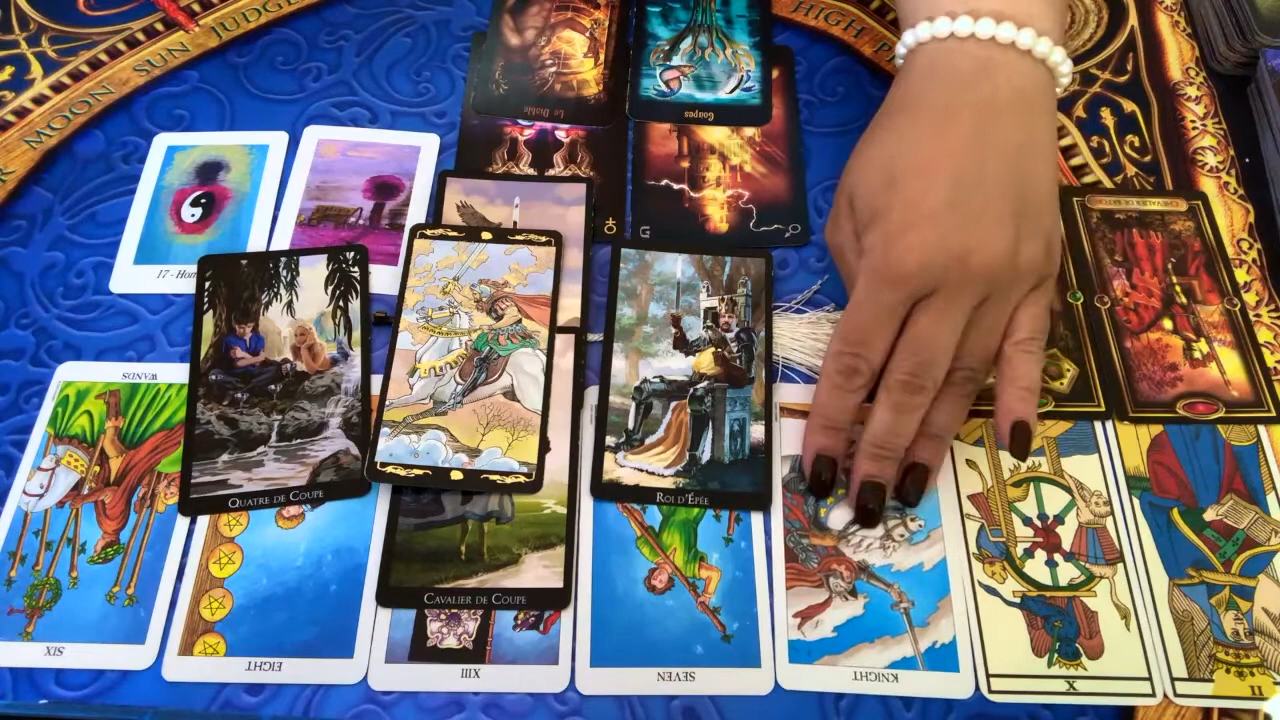 MOON SUN JUDGE
HIGH P
Le Diable
Coupes
17 - Hom
CHEVALIER DE BATON
WANDS
QUATRE DE COUPE
ROI D'ÉPÉE
CAVALIER DE COUPE
SIX
EIGHT
XIII
SEVEN
KNIGHT
X
II